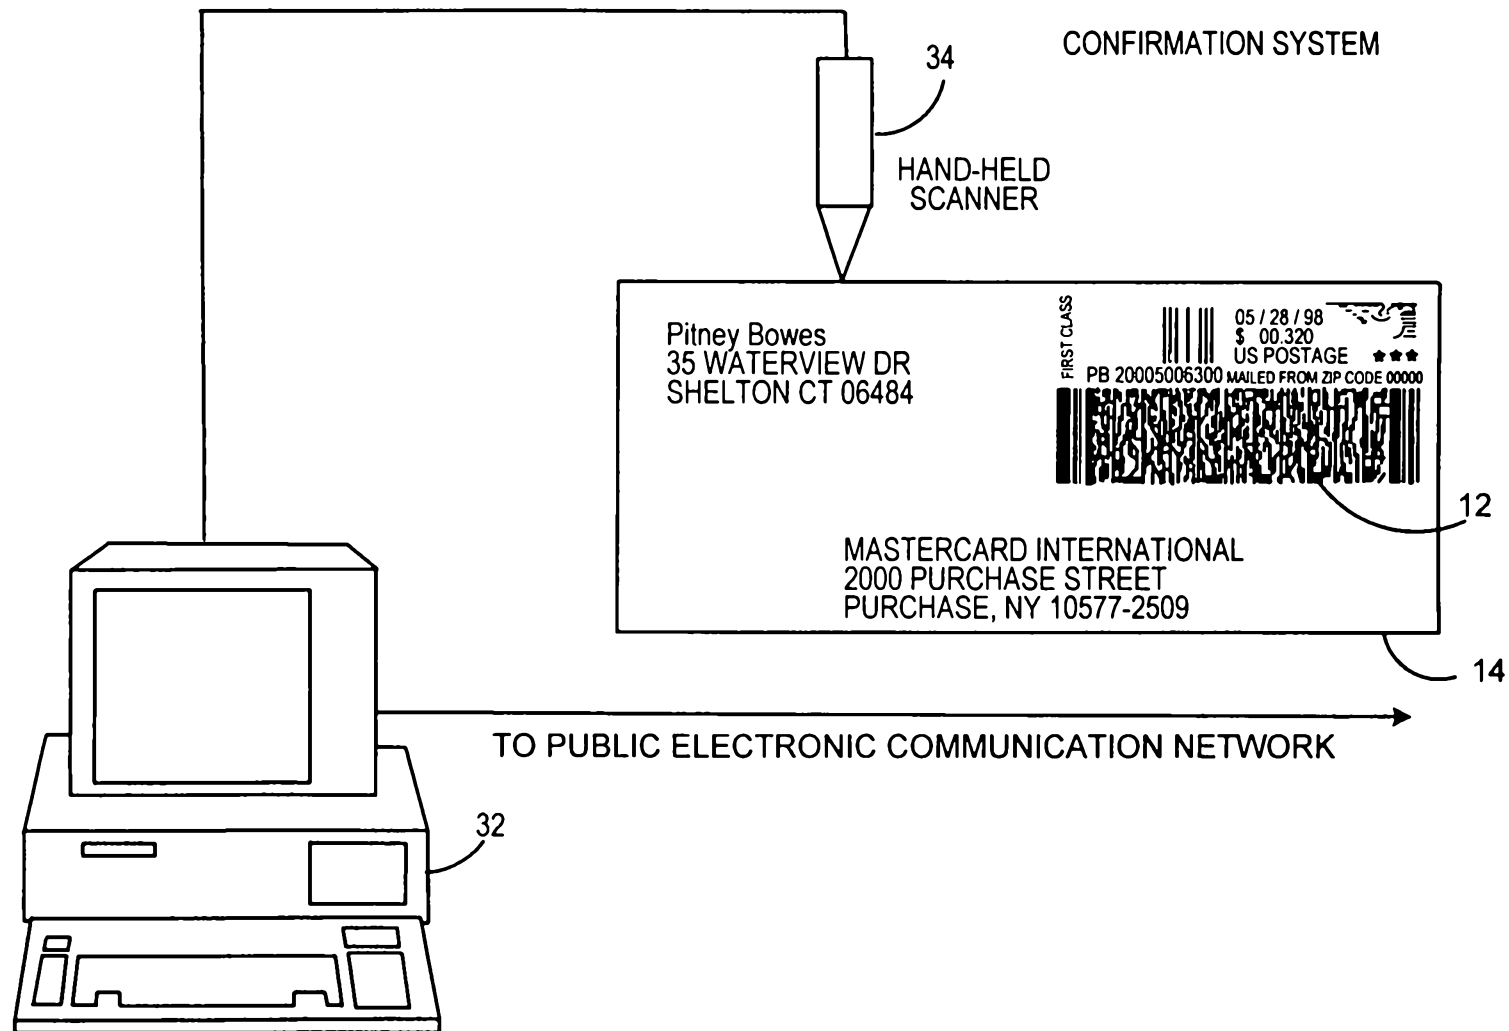 CONFIRMATION SYSTEM
34
HAND-HELD
SCANNER
Pitney Bowes
35 WATERVIEW DR
SHELTON CT 06484
FIRST CLASS
05 / 28 / 98
$ 00.320
US POSTAGE ★★★
PB 20005006300 MAILED FROM ZIP CODE 00000
12
MASTERCARD INTERNATIONAL
2000 PURCHASE STREET
PURCHASE, NY 10577-2509
14
TO PUBLIC ELECTRONIC COMMUNICATION NETWORK
32